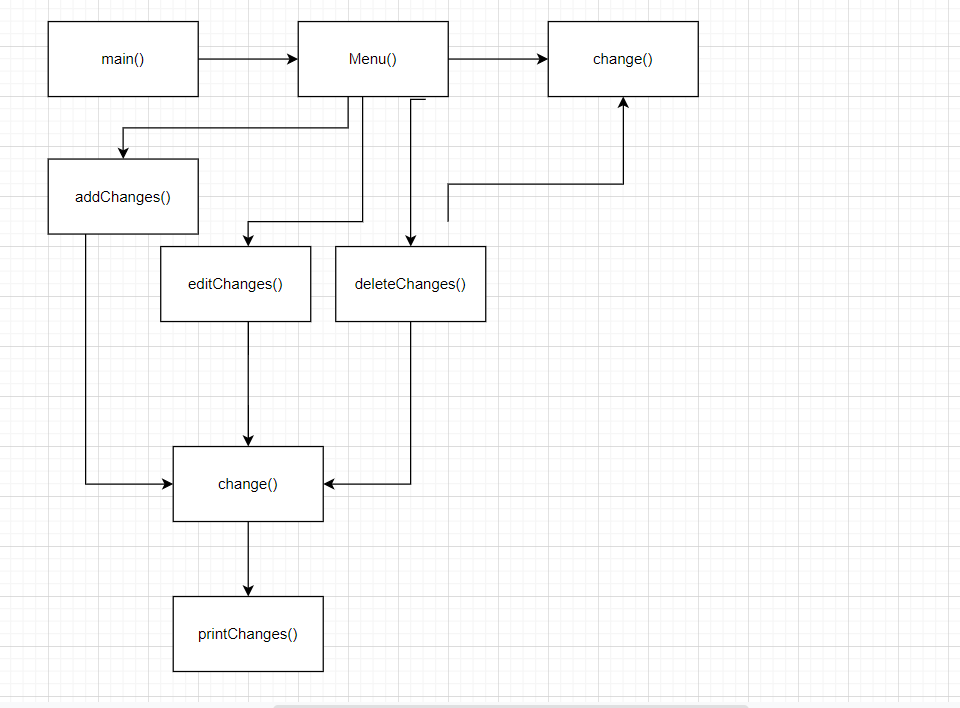 main()
Menu()
change()
addChanges()
editChanges()
deleteChanges()
change()
printChanges()